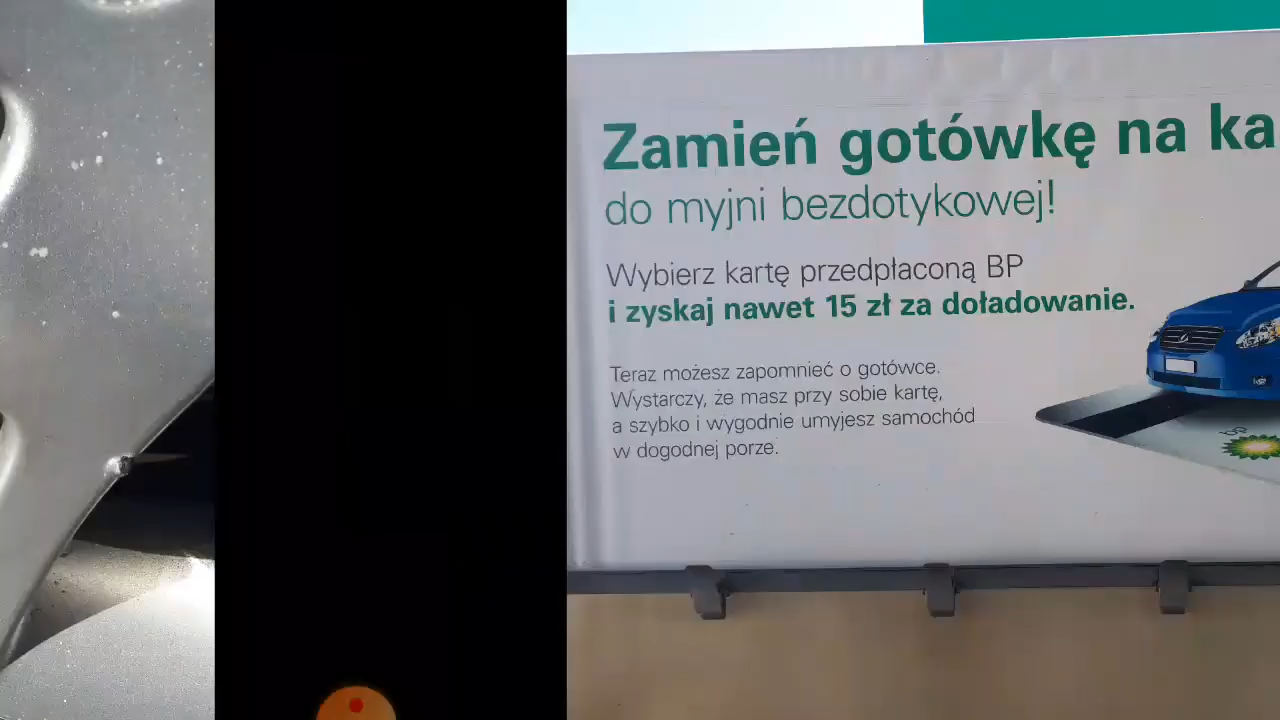 Zamień gotówkę na ka
do myjni bezdotykowej!
Wybierz kartę przedpłaconą BP
i zyskaj nawet 15 zł za doładowanie.
Teraz możesz zapomnieć o gotówce.
Wystarczy, że masz przy sobie kartę,
a szybko i wygodnie umyjesz samochód
w dogodnej porze.
bp